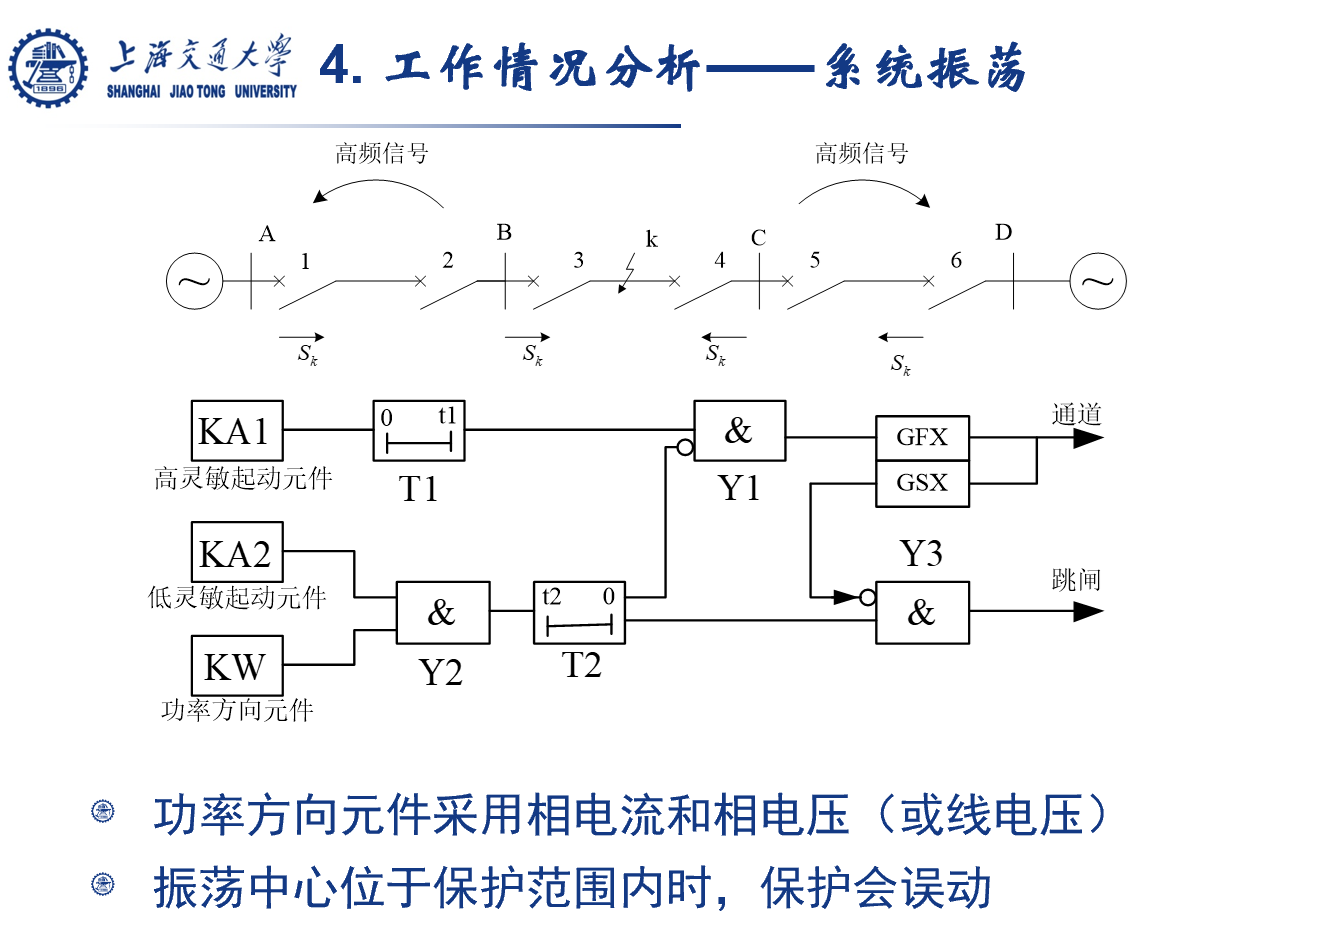 上海交通大学
SHANGHAI JIAO TONG UNIVERSITY
1896
4. 工作情况分析——系统振荡
高频信号 高频信号
A B k C D
1 2 3 4 5 6
~ ~
Sk Sk Sk Sk
KA1 0 t1 & GFX 通道
高灵敏起动元件 T1 Y1 GSX
KA2 Y3 跳闸
低灵敏起动元件 & t2 0 &
KW Y2 T2
功率方向元件
功率方向元件采用相电流和相电压（或线电压）
振荡中心位于保护范围内时，保护会误动